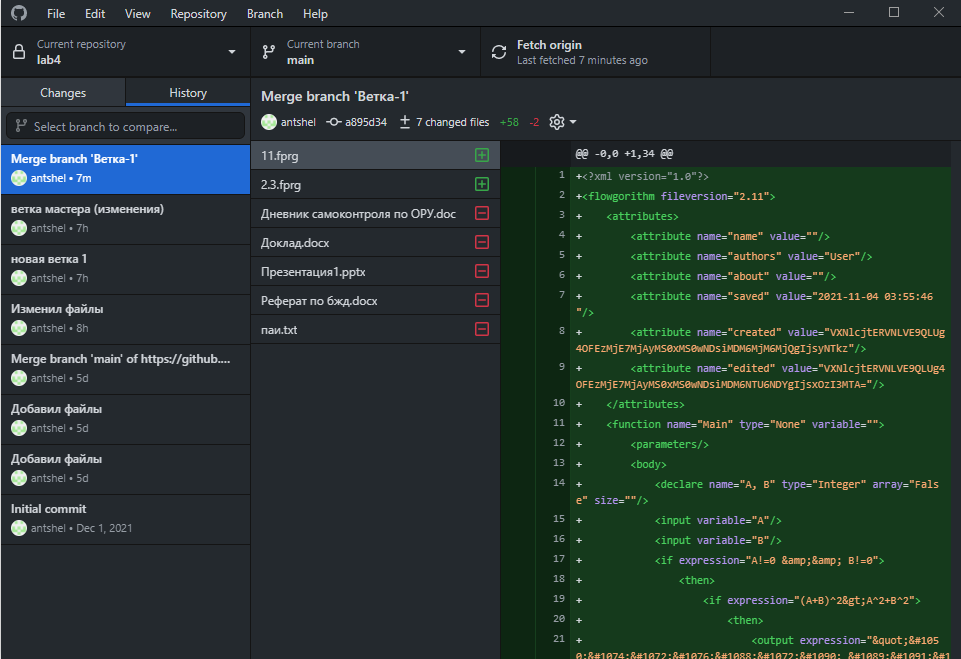 File Edit View Repository Branch Help
Current repository
lab4
Current branch
main
Fetch origin
Last fetched 7 minutes ago
Changes
History
Select branch to compare...
Merge branch 'Ветка-1'
antshel • 7m
ветка мастера (изменения)
antshel • 7h
новая ветка 1
antshel • 7h
Изменил файлы
antshel • 8h
Merge branch 'main' of https://github....
antshel • 5d
Добавил файлы
antshel • 5d
Добавил файлы
antshel • 5d
Initial commit
antshel • Dec 1, 2021
Merge branch 'Ветка-1'
antshel a895d34 7 changed files +58 -2
11.fprg
2.3.fprg
Дневник самоконтроля по ОРУ.doc
Доклад.docx
Презентация1.pptx
Реферат по бжд.docx
паи.txt
@@ -0,0 +1,34 @@
1 +<?xml version="1.0"?>
2 +<flowgorithm fileversion="2.11">
3 + <attributes>
4 + <attribute name="name" value=""/>
5 + <attribute name="authors" value="User"/>
6 + <attribute name="about" value=""/>
7 + <attribute name="saved" value="2021-11-04 03:55:46
"/>
8 + <attribute name="created" value="VXNlcjtERVNLVE9QLUg
4OFEzMjE7MjAyMS0xMS0wNDsiMDM6MjM6MjQgIjsyNTkz"/>
9 + <attribute name="edited" value="VXNlcjtERVNLVE9QLUg4
OFEzMjE7MjAyMS0xMS0wNDsiMDM6NTU6NDYgIjsxOzI3MTA="/>
10 + </attributes>
11 + <function name="Main" type="None" variable="">
12 + <parameters/>
13 + <body>
14 + <declare name="A, B" type="Integer" array="Fals
e" size=""/>
15 + <input variable="A"/>
16 + <input variable="B"/>
17 + <if expression="A!=0 &amp;&amp; B!=0">
18 + <then>
19 + <if expression="(A+B)^2&gt;A^2+B^2">
20 + <then>
21 + <output expression="&quot;&#105
0;&#1074;&#1072;&#1076;&#1088;&#1072;&#1090; &#1089;&#1091;&#1